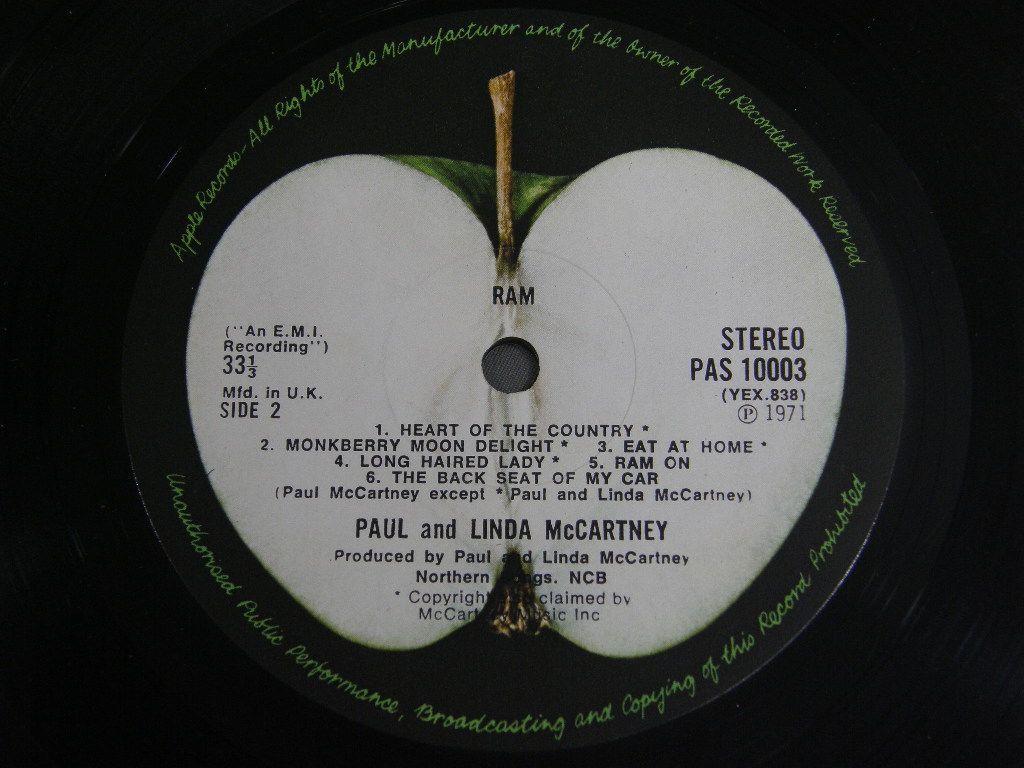 Apple Records - All Rights of the Manufacturer and of the Owner of the Recorded Work Reserved
RAM
("An E.M.I.
Recording")
33⅓
Mfd. in U.K.
SIDE 2
STEREO
PAS 10003
(YEX.838)
Ⓟ 1971
1. HEART OF THE COUNTRY *
2. MONKBERRY MOON DELIGHT * 3. EAT AT HOME *
4. LONG HAIRED LADY * 5. RAM ON
6. THE BACK SEAT OF MY CAR
(Paul McCartney except * Paul and Linda McCartney)
PAUL and LINDA McCARTNEY
Produced by Paul and Linda McCartney
Northern Songs. NCB
* Copyright claimed by
McCartney Music Inc
Unauthorised Public Performance, Broadcasting and Copying of this Record Prohibited